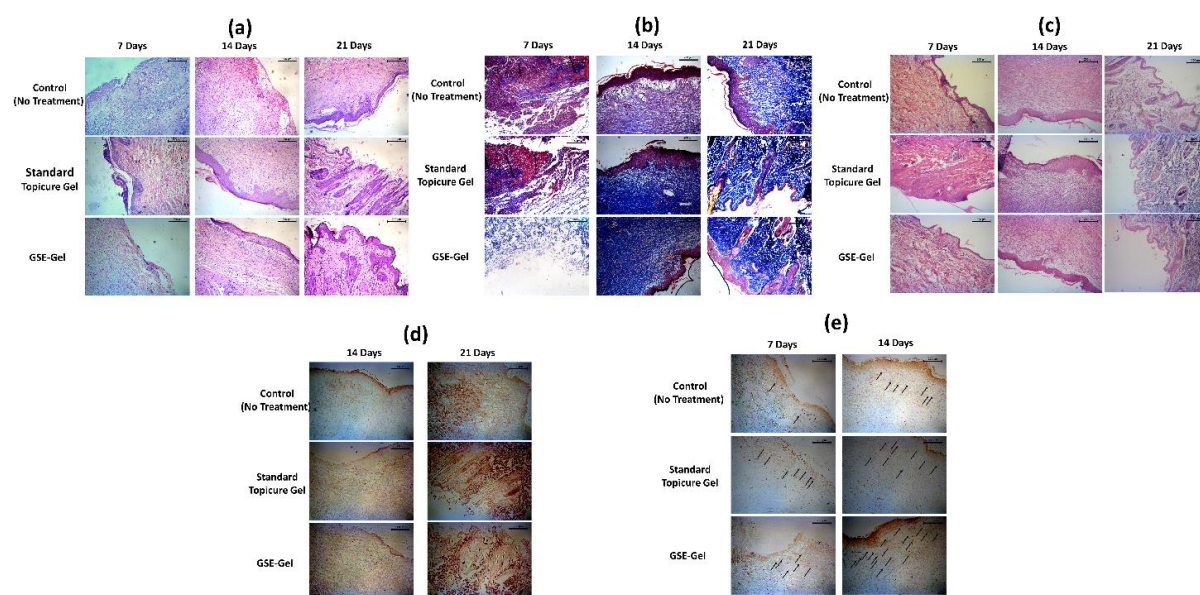 (a)
7 Days 14 Days 21 Days
Control
(No Treatment)
Standard
Topicure Gel
GSE-Gel
(b)
7 Days 14 Days 21 Days
Control
(No Treatment)
Standard
Topicure Gel
GSE-Gel
(c)
7 Days 14 Days 21 Days
Control
(No Treatment)
Standard
Topicure Gel
GSE-Gel
(d)
14 Days 21 Days
Control
(No Treatment)
Standard
Topicure Gel
GSE-Gel
(e)
7 Days 14 Days
Control
(No Treatment)
Standard
Topicure Gel
GSE-Gel